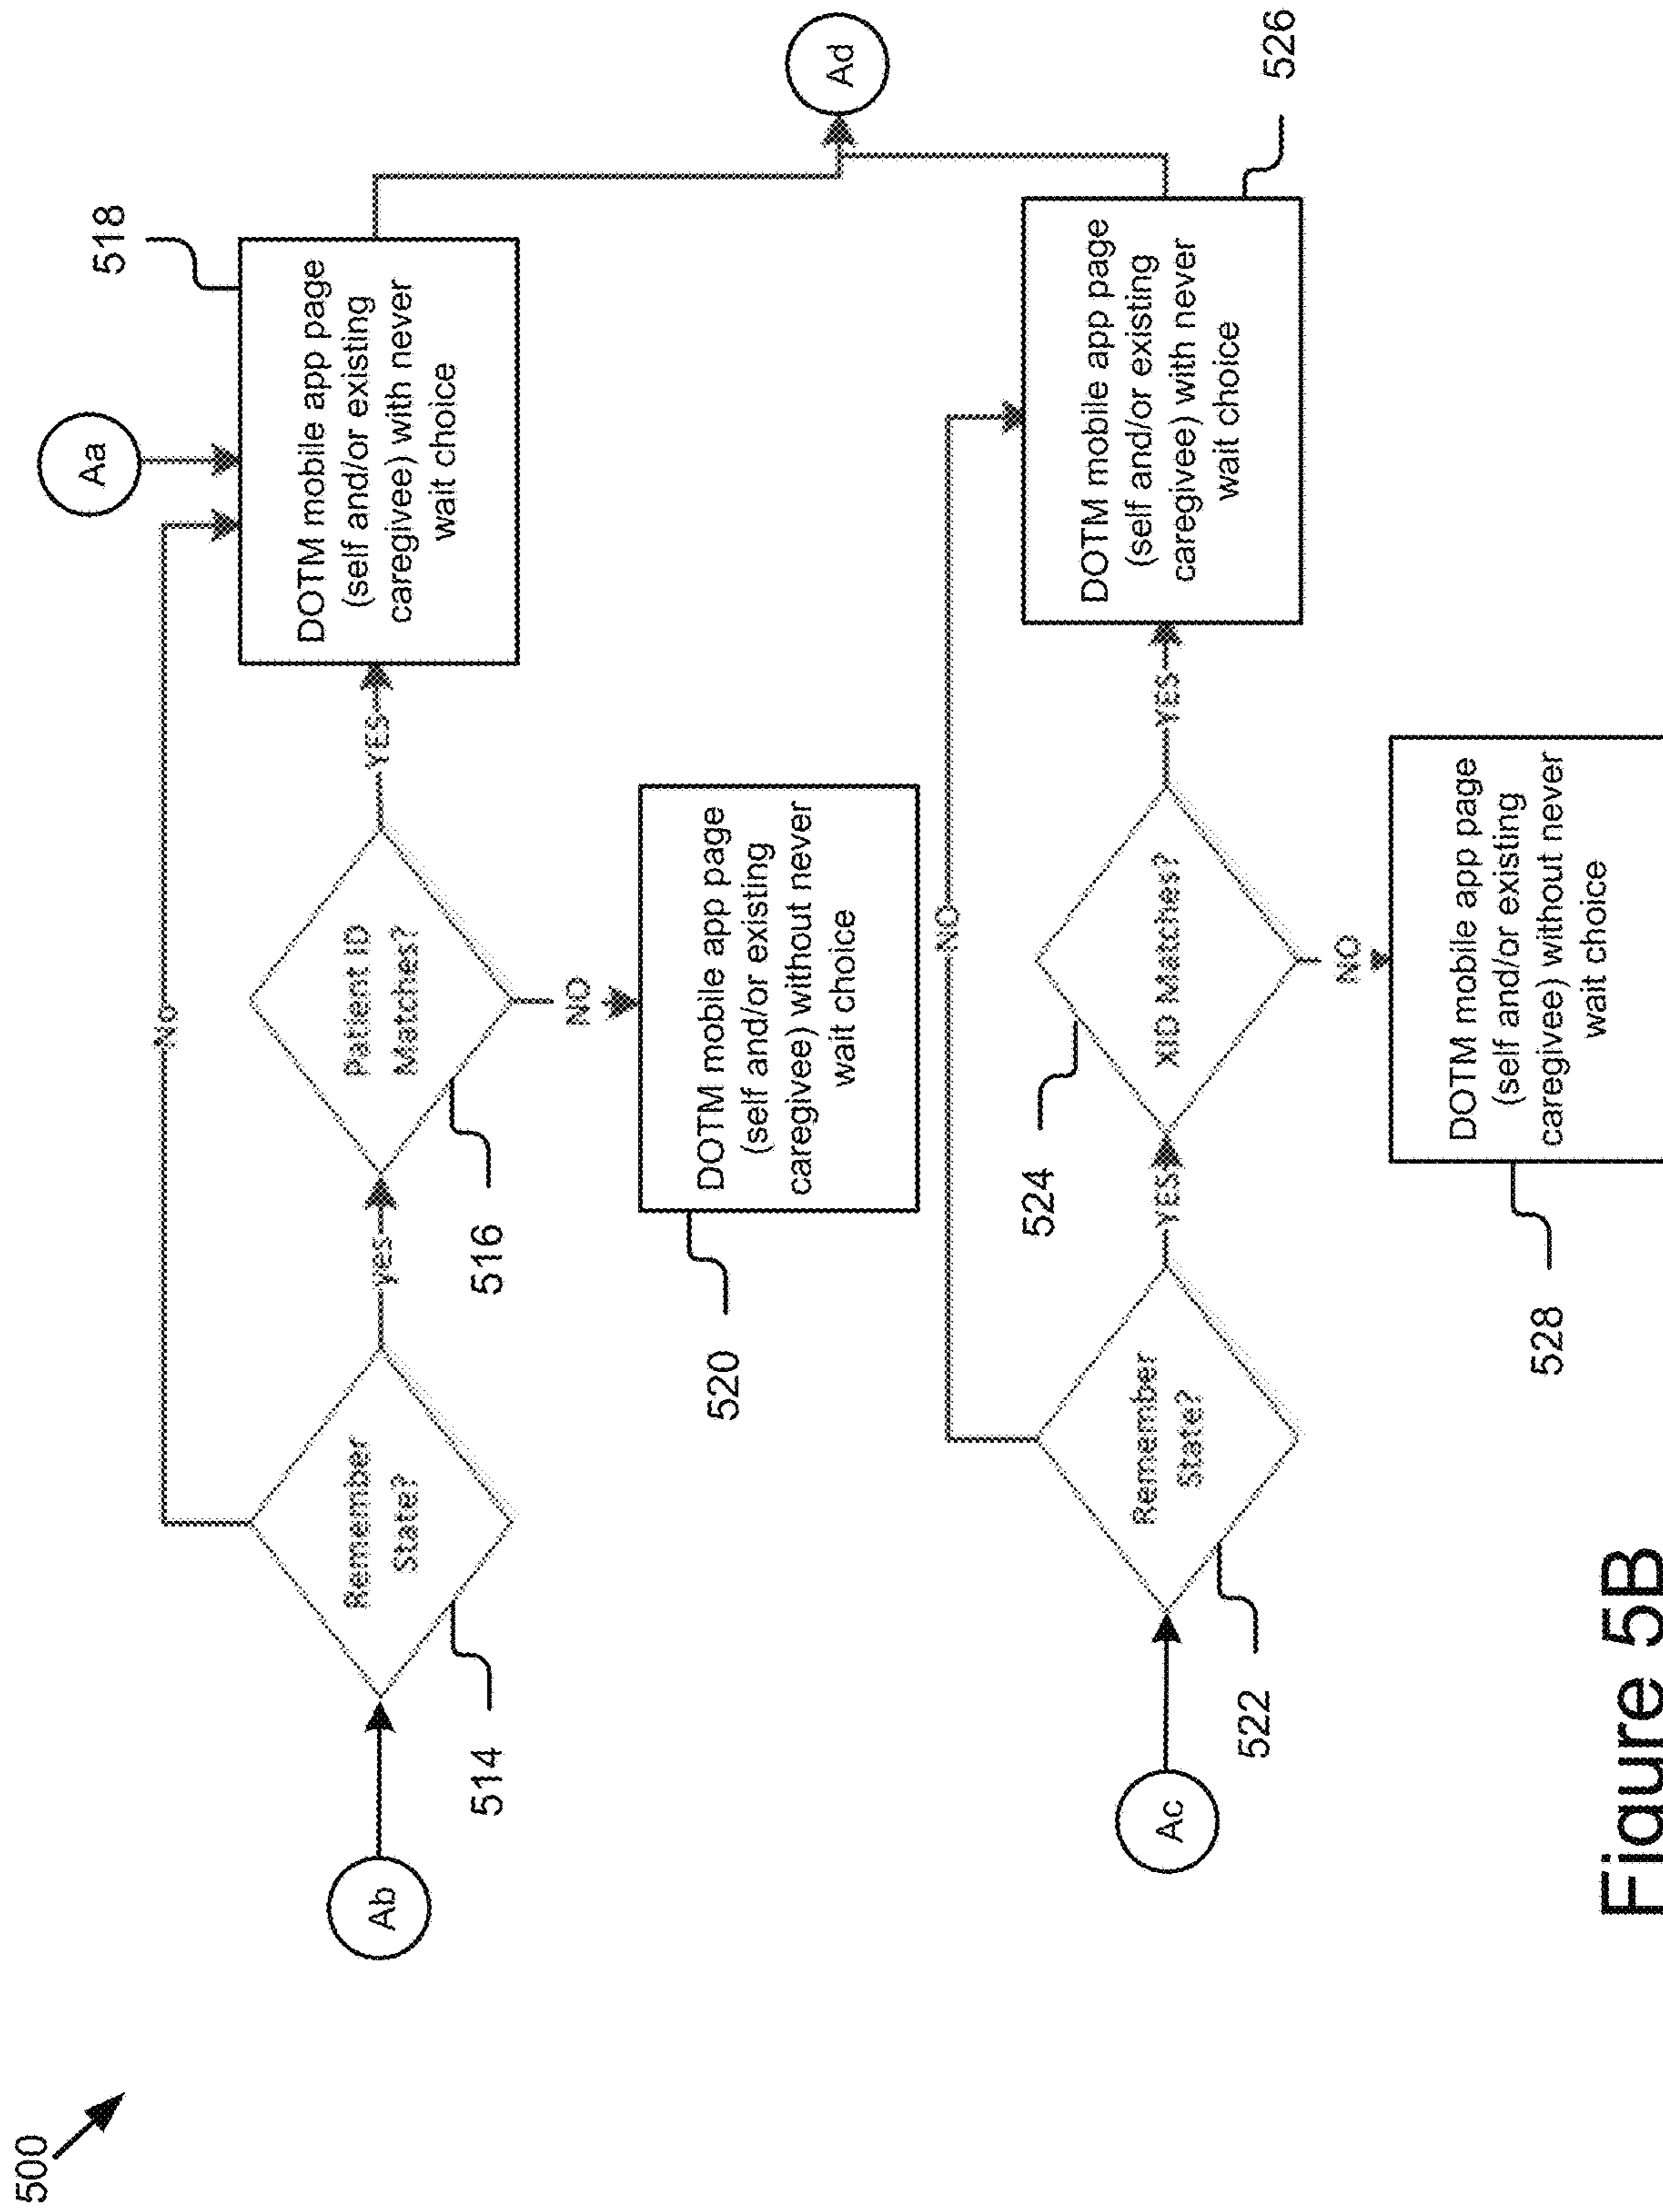 500
Ab
514
Remember
State?
yes
No
516
Patient ID
Matches?
YES
NO
Aa
518
DOTM mobile app page
(self and/or existing
caregivee) with never
wait choice
520
DOTM mobile app page
(self and/or existing
caregivee) without never
wait choice
Ad
Ac
522
Remember
State?
YES
NO
524
XID Matches?
YES
NO
526
DOTM mobile app page
(self and/or existing
caregivee) with never
wait choice
528
DOTM mobile app page
(self and/or existing
caregivee) without never
wait choice
Figure 5B